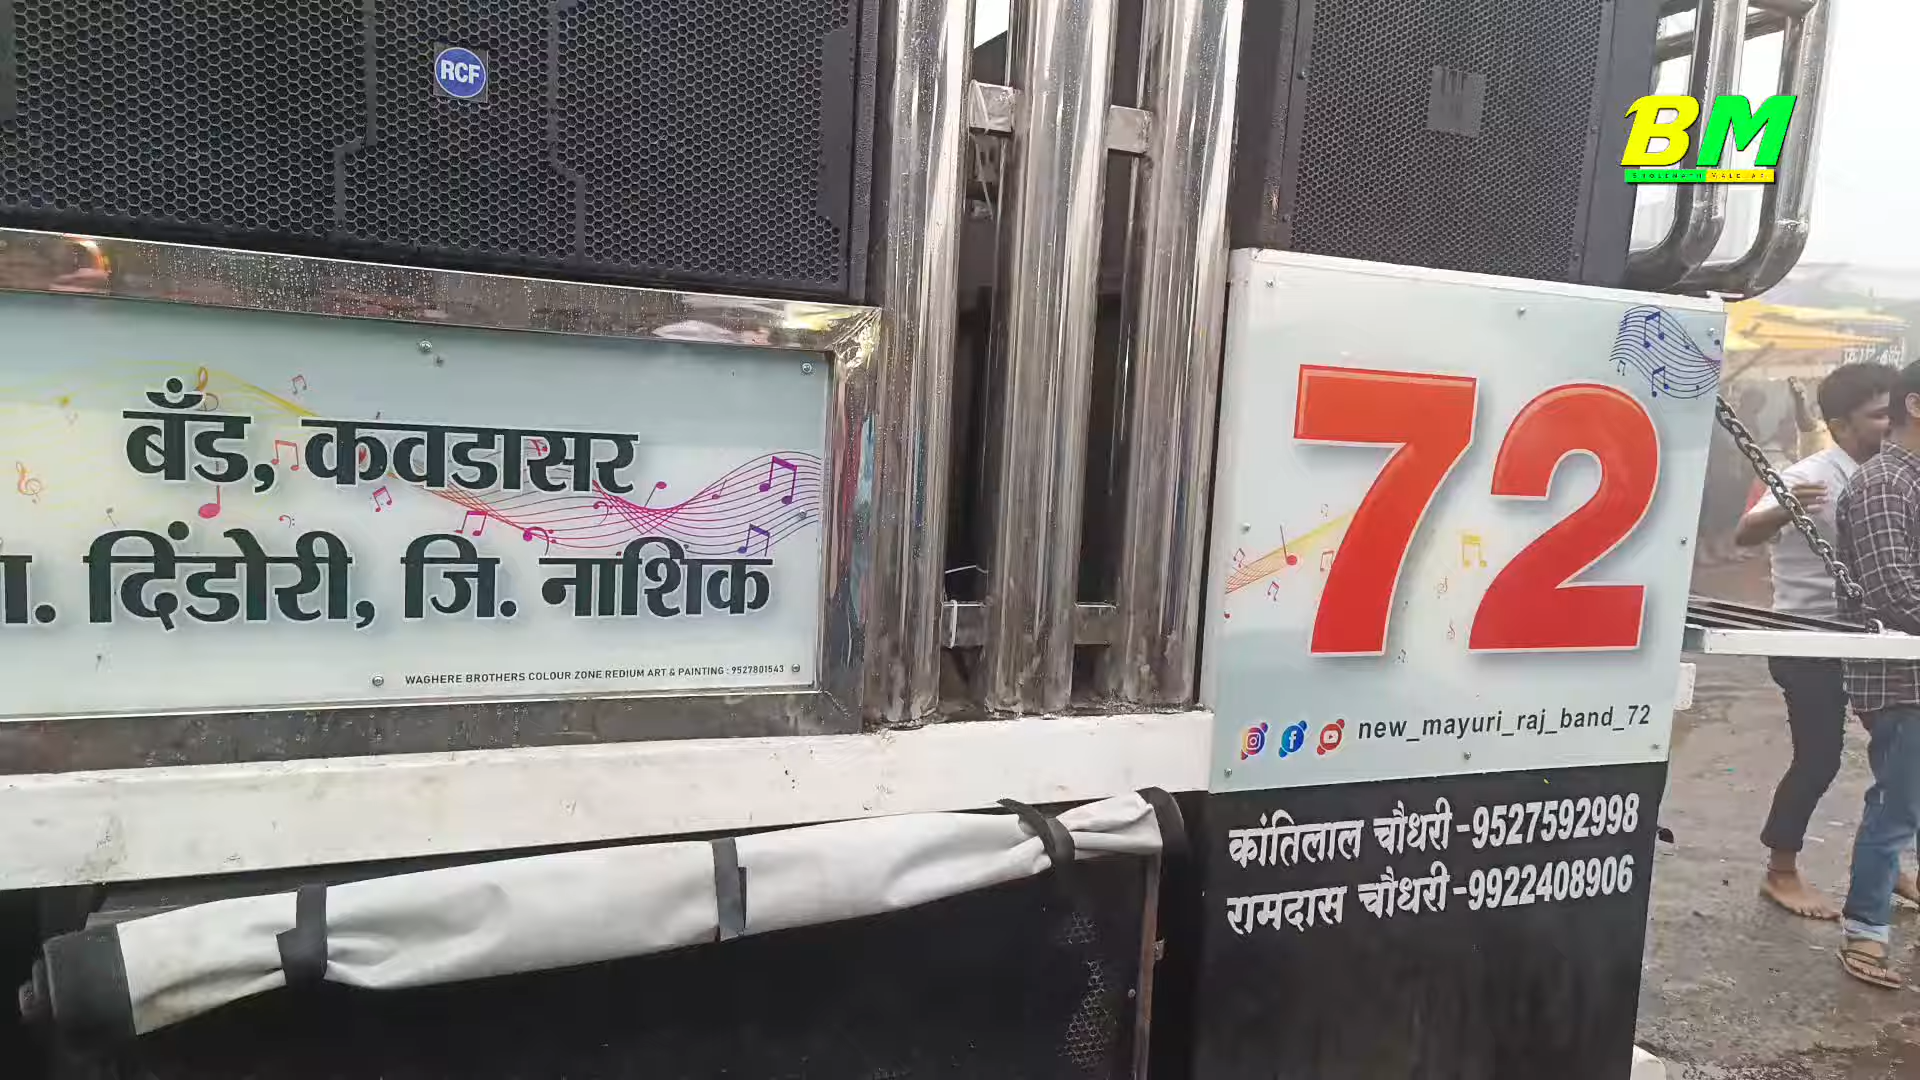 RCF
BM
बँड, कवडासर
दिंडोरी, जि. नाशिक
WAGHERE BROTHERS COLOUR ZONE REDIUM ART & PAINTING : 9527801543
72
new_mayuri_raj_band_72
कांतिलाल चौधरी-9527592998
रामदास चौधरी-9922408906